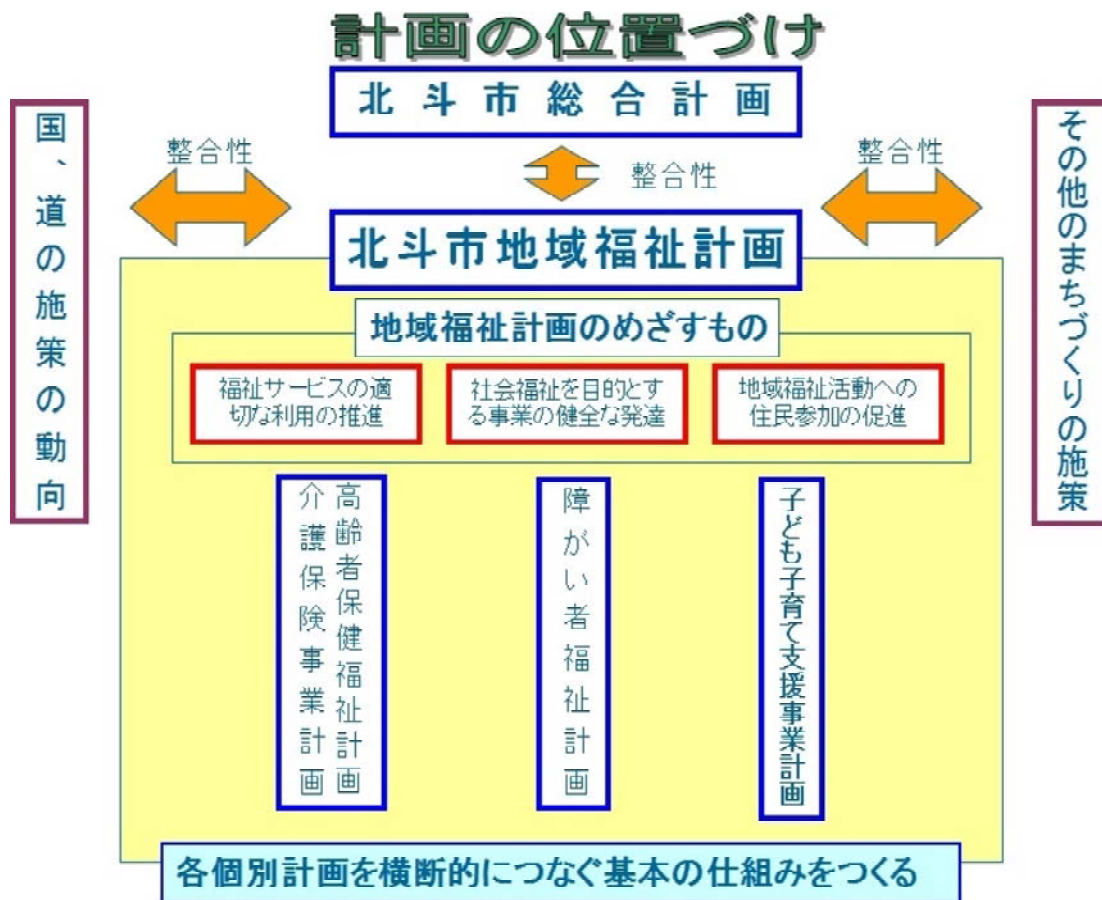 計画の位置づけ
北斗市総合計画
国、道の施策の動向
整合性
整合性
整合性
その他のまちづくりの施策
北斗市地域福祉計画
地域福祉計画のめざすもの
福祉サービスの適
切な利用の推進
社会福祉を目的とす
る事業の健全な発達
地域福祉活動への
住民参加の促進
高齢者保健福祉計画
介護保険事業計画
障がい者福祉計画
子ども子育て支援事業計画
各個別計画を横断的につなぐ基本の仕組みをつくる